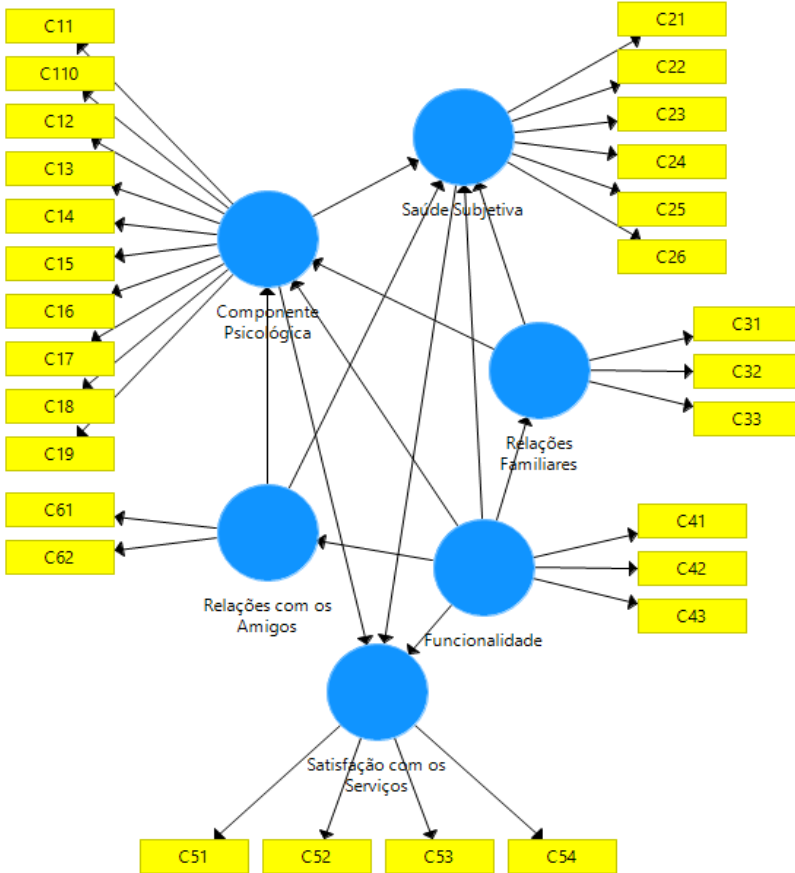 C11
C110
C12
C13
C14
C15
C16
C17
C18
C19
C21
C22
C23
C24
C25
C26
Saúde Subjetiva
Componente
Psicológica
C31
C32
C33
Relações
Familiares
C61
C62
Relações com os
Amigos
C41
C42
C43
Funcionalidade
Satisfação com os
Serviços
C51
C52
C53
C54